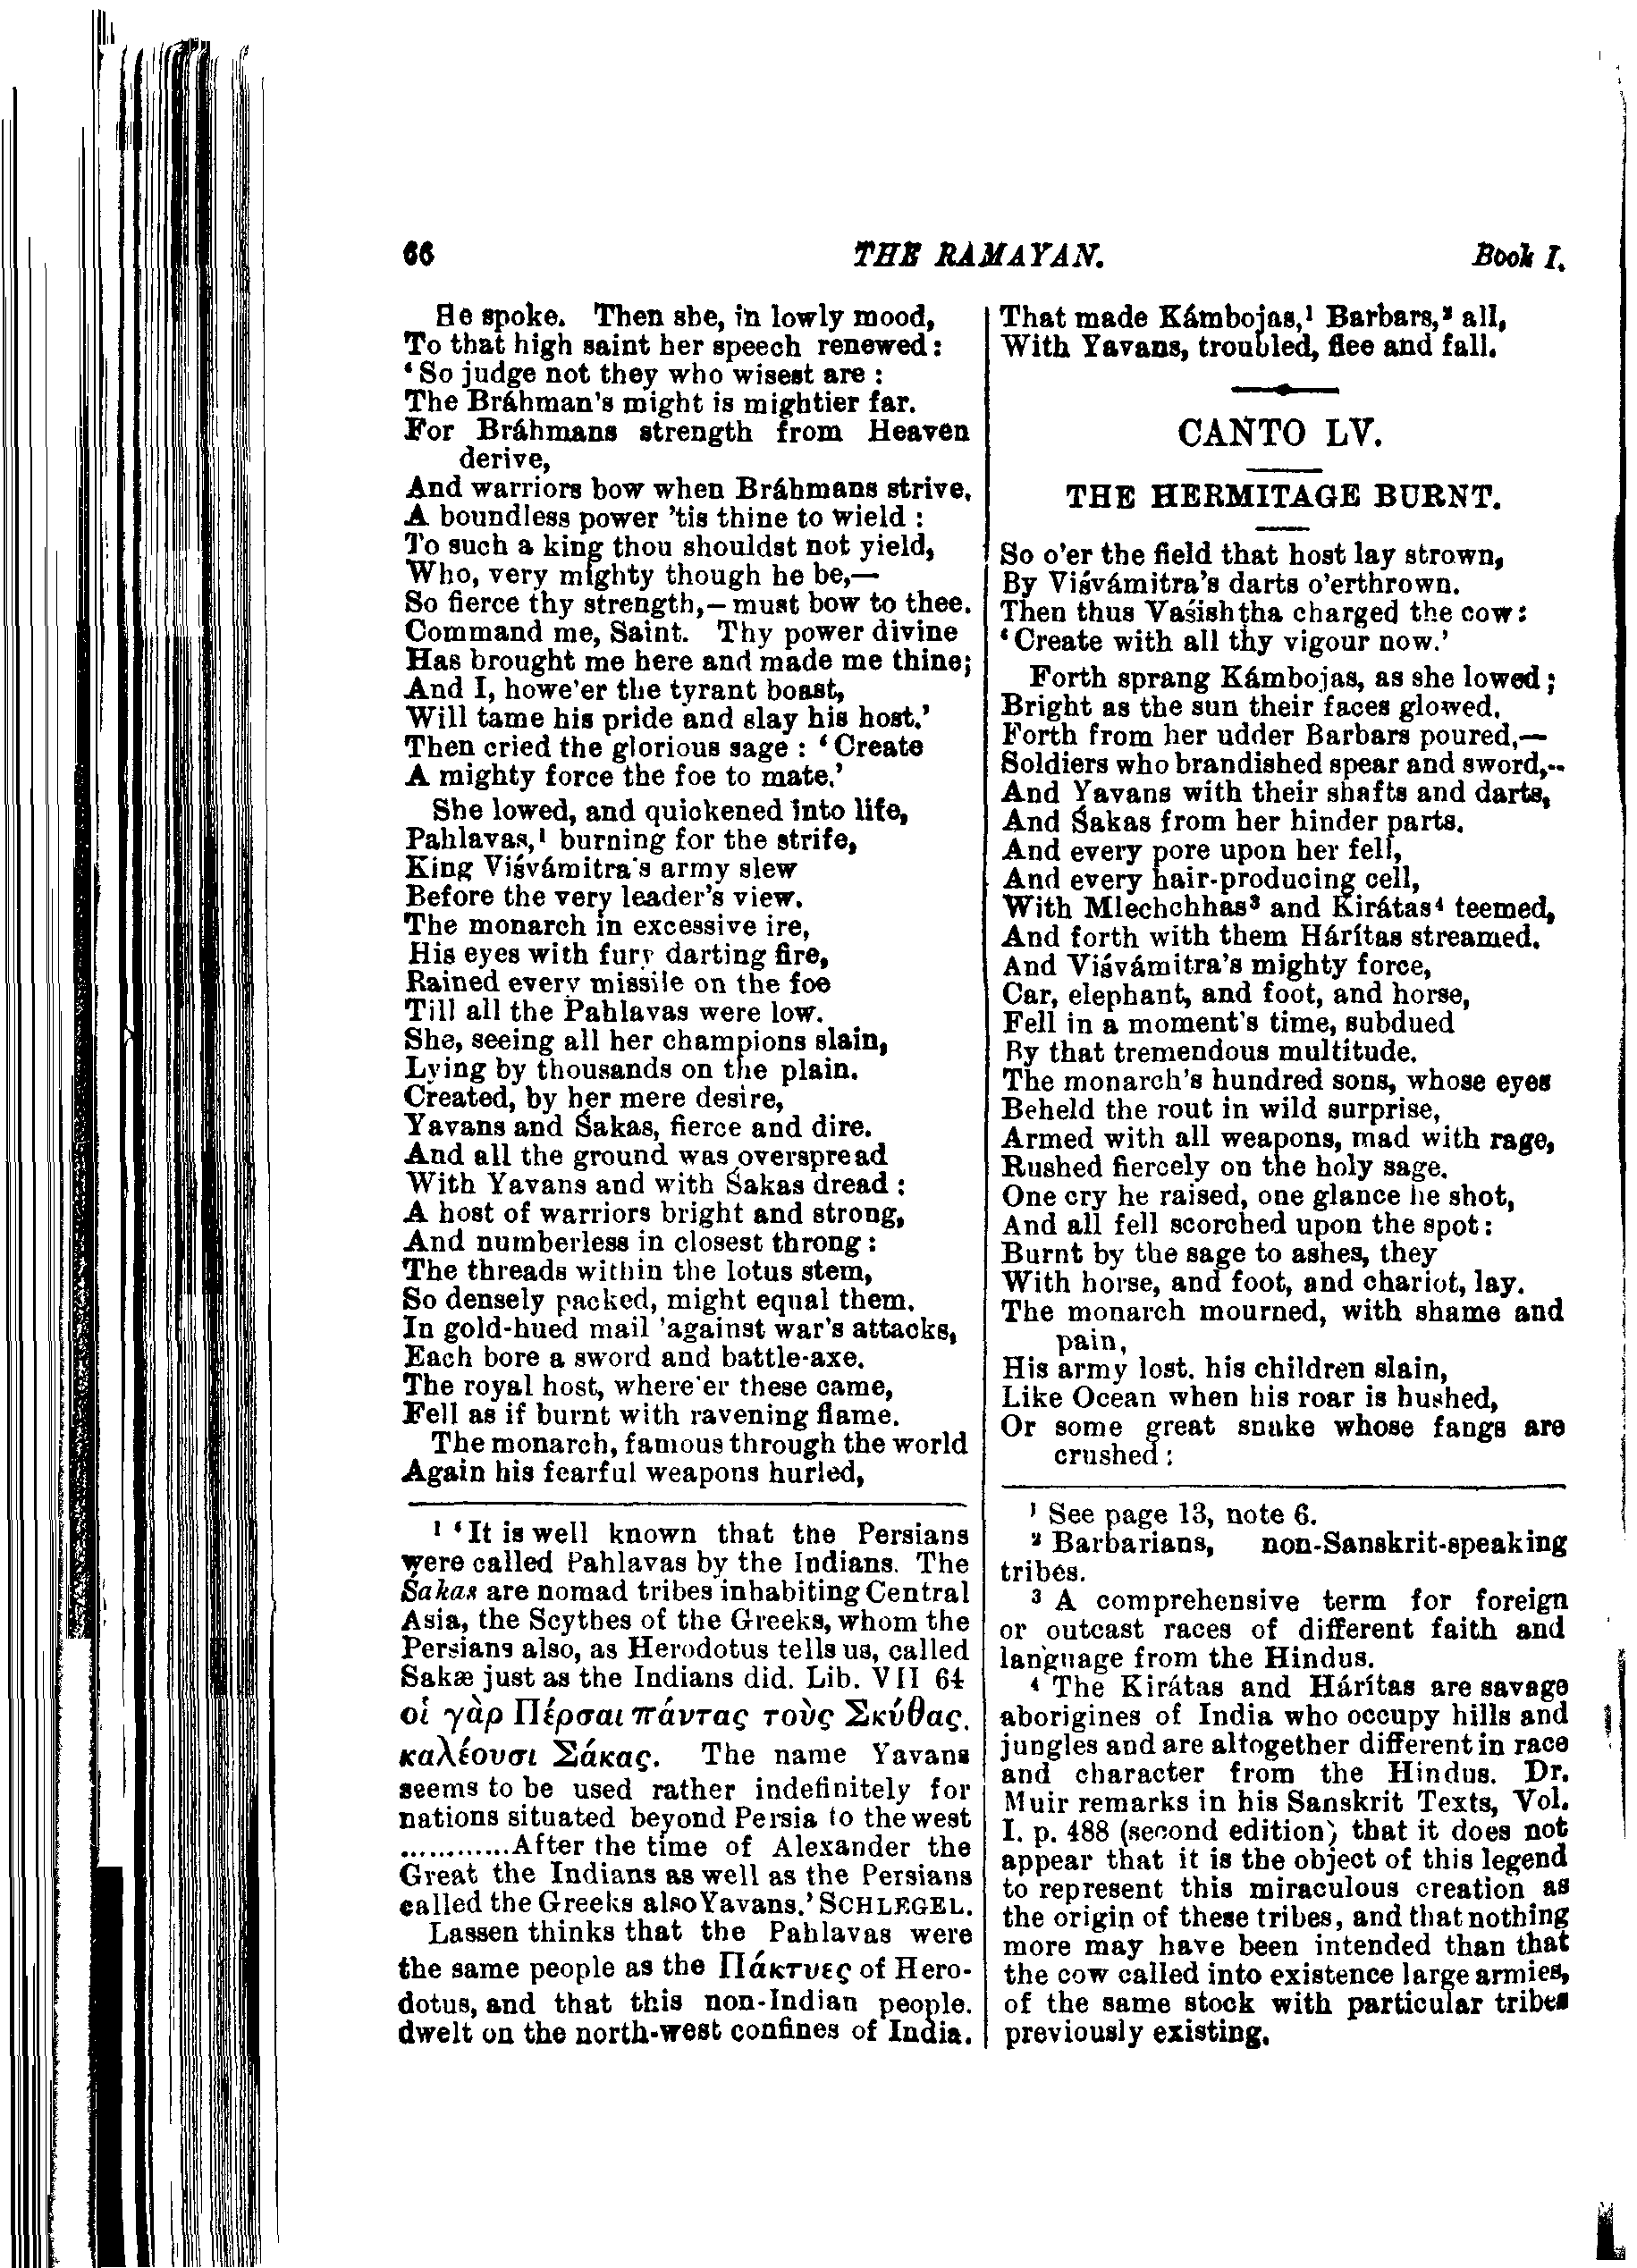 66 THE RAMAYAN. Book I.
He spoke. Then she, in lowly mood,
To that high saint her speech renewed:
‘So judge not they who wisest are :
The Bráhman's might is mightier far.
For Bráhmans strength from Heaven
derive,
And warriors bow when Bráhmans strive.
A boundless power 'tis thine to wield :
To such a king thou shouldst not yield,
Who, very mighty though he be,—
So fierce thy strength,—must bow to thee.
Command me, Saint. Thy power divine
Has brought me here and made me thine;
And I, howe'er the tyrant boast,
Will tame his pride and slay his host.’
Then cried the glorious sage : ‘Create
A mighty force the foe to mate.’
She lowed, and quickened into life,
Pahlavas,¹ burning for the strife,
King Viśvámitra's army slew
Before the very leader's view.
The monarch in excessive ire,
His eyes with fury darting fire,
Rained every missile on the foe
Till all the Pahlavas were low.
She, seeing all her champions slain,
Lying by thousands on the plain.
Created, by her mere desire,
Yavans and Śakas, fierce and dire.
And all the ground was overspread
With Yavans and with Śakas dread :
A host of warriors bright and strong,
And numberless in closest throng :
The threads within the lotus stem,
So densely packed, might equal them.
In gold-hued mail 'against war's attacks,
Each bore a sword and battle-axe.
The royal host, where'er these came,
Fell as if burnt with ravening flame.
The monarch, famous through the world
Again his fearful weapons hurled,
¹ ‘It is well known that the Persians
were called Pahlavas by the Indians. The
Śakas are nomad tribes inhabiting Central
Asia, the Scythes of the Greeks, whom the
Persians also, as Herodotus tells us, called
Sakæ just as the Indians did. Lib. VII 64
οἱ γὰρ Πέρσαι πάντας τοὺς Σκύθας.
καλέουσι Σάκας. The name Yavans
seems to be used rather indefinitely for
nations situated beyond Persia to the west
............After the time of Alexander the
Great the Indians as well as the Persians
called the Greeks also Yavans.’ SCHLEGEL.
Lassen thinks that the Pahlavas were
the same people as the Πάκτυες of Hero-
dotus, and that this non-Indian people.
dwelt on the north-west confines of India.
That made Kámbojas,¹ Barbars,² all,
With Yavans, troubled, flee and fall.
CANTO LV.
THE HERMITAGE BURNT.
So o'er the field that host lay strown,
By Viśvámitra's darts o'erthrown.
Then thus Vaśishṭha charged the cow:
‘Create with all thy vigour now.’
Forth sprang Kámbojas, as she lowed;
Bright as the sun their faces glowed.
Forth from her udder Barbars poured,—
Soldiers who brandished spear and sword,--
And Yavans with their shafts and darts,
And Śakas from her hinder parts.
And every pore upon her fell,
And every hair-producing cell,
With Mlechchhas³ and Kirátas⁴ teemed,
And forth with them Hárítas streamed.
And Viśvámitra's mighty force,
Car, elephant, and foot, and horse,
Fell in a moment's time, subdued
By that tremendous multitude.
The monarch's hundred sons, whose eyes
Beheld the rout in wild surprise,
Armed with all weapons, mad with rage,
Rushed fiercely on the holy sage.
One cry he raised, one glance he shot,
And all fell scorched upon the spot:
Burnt by the sage to ashes, they
With horse, and foot, and chariot, lay.
The monarch mourned, with shame and
pain,
His army lost. his children slain,
Like Ocean when his roar is hushed,
Or some great snake whose fangs are
crushed :
¹ See page 13, note 6.
² Barbarians, non-Sanskrit-speaking
tribes.
³ A comprehensive term for foreign
or outcast races of different faith and
language from the Hindus.
⁴ The Kirátas and Hárítas are savage
aborigines of India who occupy hills and
jungles and are altogether different in race
and character from the Hindus. Dr.
Muir remarks in his Sanskrit Texts, Vol.
I. p. 488 (second edition) that it does not
appear that it is the object of this legend
to represent this miraculous creation as
the origin of these tribes, and that nothing
more may have been intended than that
the cow called into existence large armies,
of the same stock with particular tribes
previously existing.